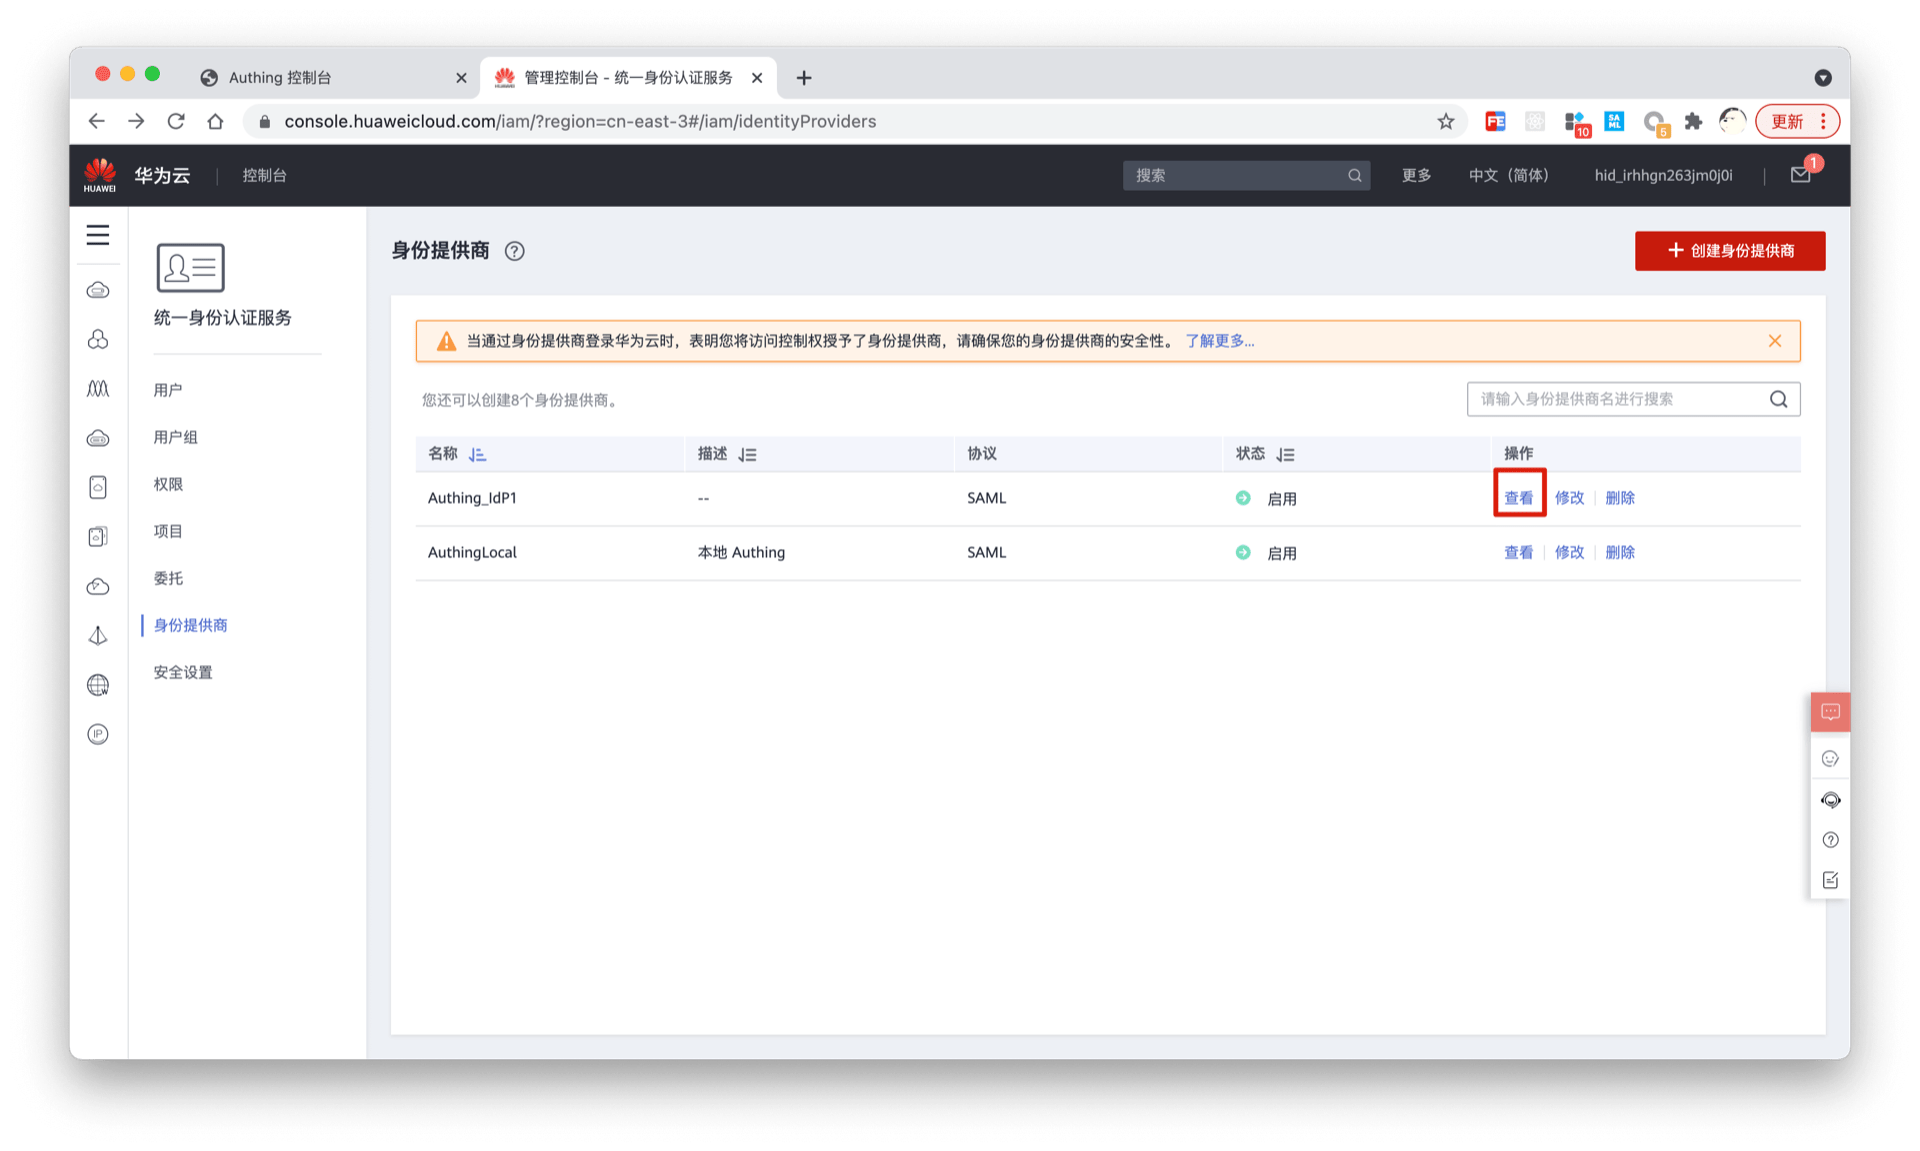 Authing 控制台
管理控制台 - 统一身份认证服务
console.huaweicloud.com/iam/?region=cn-east-3#/iam/identityProviders
FE
10
SA
ML
5
更新
HUAWEI
华为云
控制台
搜索
更多
中文（简体）
hid_irhhgn263jm0j0i
1
统一身份认证服务
用户
用户组
权限
项目
委托
身份提供商
安全设置
IP
身份提供商
创建身份提供商
当通过身份提供商登录华为云时，表明您将访问控制权授予了身份提供商，请确保您的身份提供商的安全性。 了解更多...
您还可以创建8个身份提供商。
请输入身份提供商名进行搜索
名称 描述 协议 状态 操作
Authing_IdP1 -- SAML 启用 查看 修改 删除
AuthingLocal 本地 Authing SAML 启用 查看 修改 删除